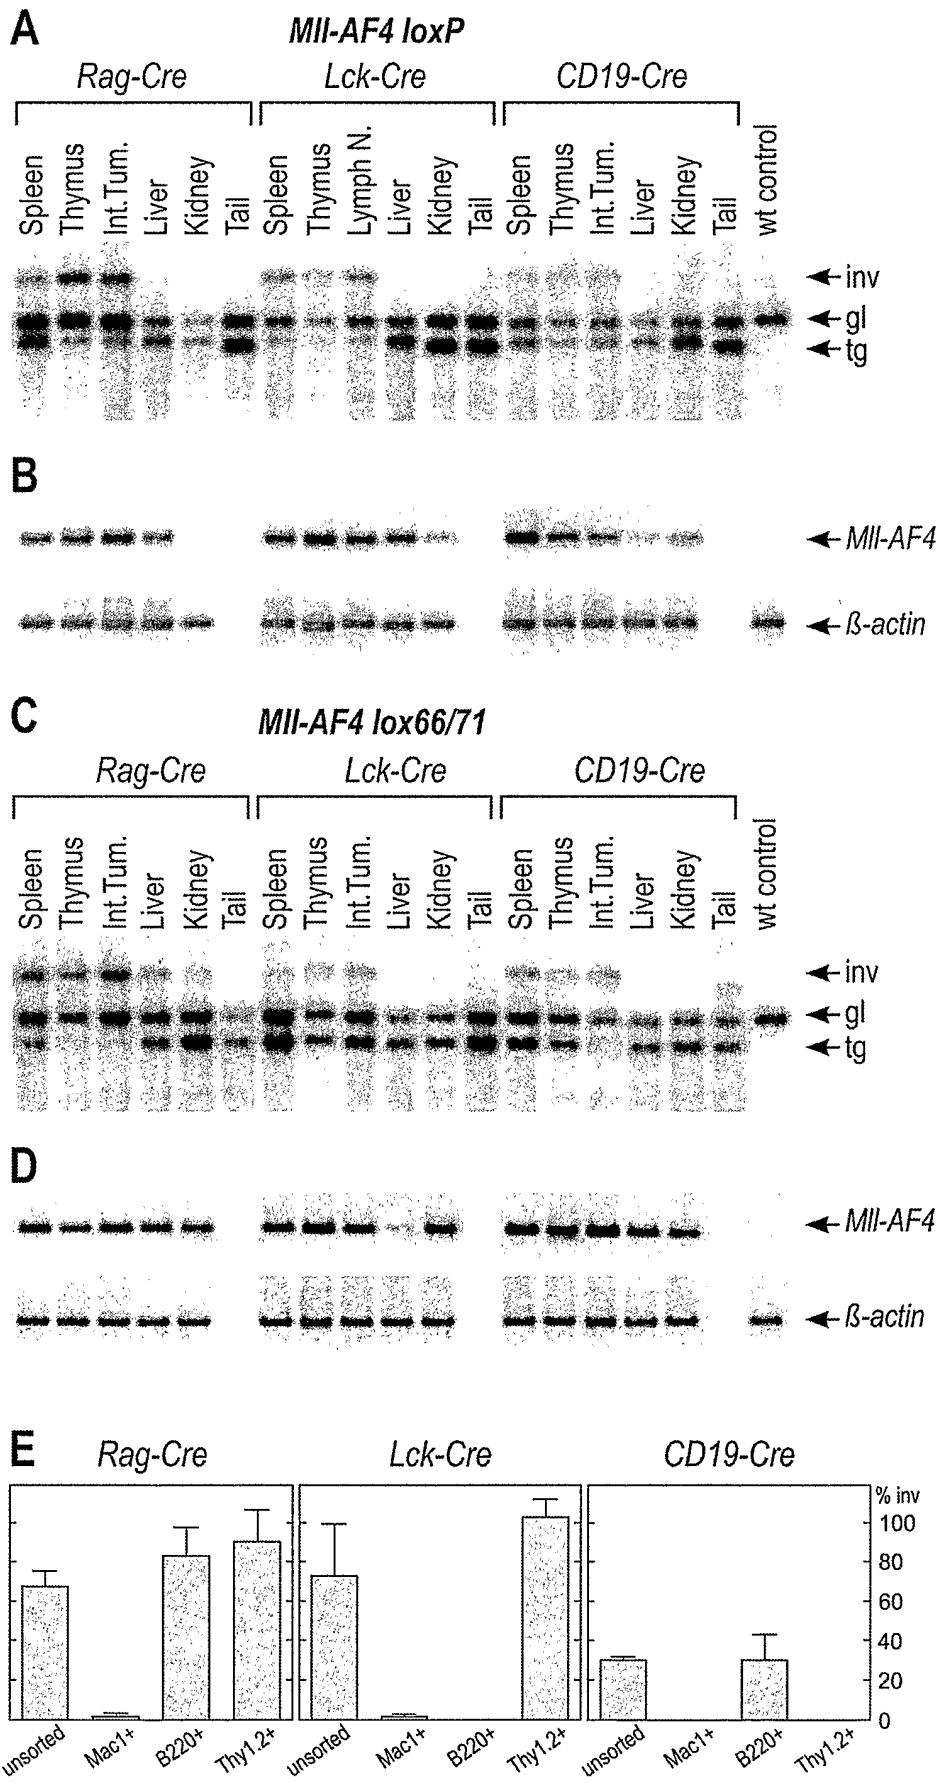 A
Mll-AF4 loxP
Rag-Cre Lck-Cre CD19-Cre
Spleen Thymus Int.Tum. Liver Kidney Tail Spleen Thymus Lymph N. Liver Kidney Tail Spleen Thymus Int.Tum. Liver Kidney Tail wt control
inv
gl
tg
B
Mll-AF4
ß-actin
C
Mll-AF4 lox66/71
Rag-Cre Lck-Cre CD19-Cre
Spleen Thymus Int.Tum. Liver Kidney Tail Spleen Thymus Int.Tum. Liver Kidney Tail Spleen Thymus Int.Tum. Liver Kidney Tail wt control
inv
gl
tg
D
Mll-AF4
ß-actin
E
Rag-Cre Lck-Cre CD19-Cre
% inv
100
80
60
40
20
0
unsorted Mac1+ B220+ Thy1.2+ unsorted Mac1+ B220+ Thy1.2+ unsorted Mac1+ B220+ Thy1.2+